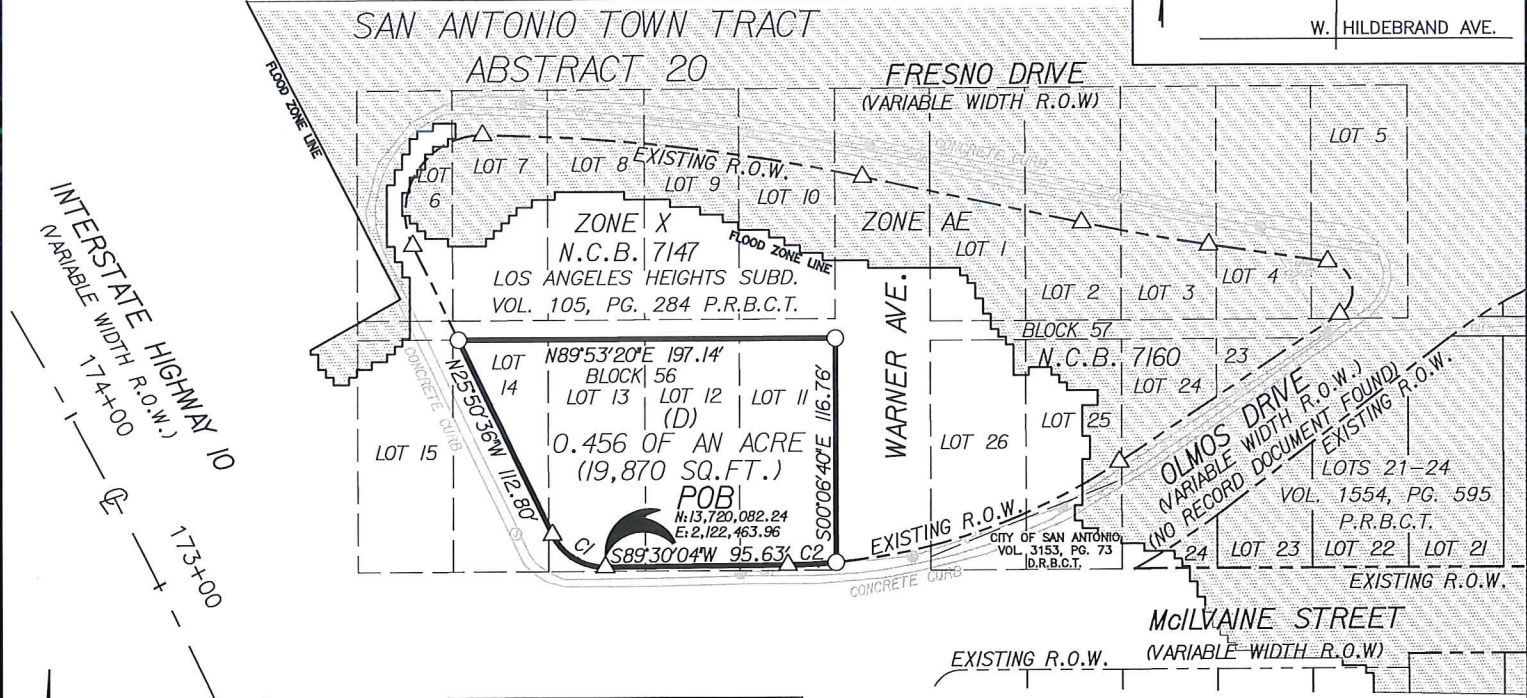 W. HILDEBRAND AVE.
SAN ANTONIO TOWN TRACT
ABSTRACT 20
FRESNO DRIVE
(VARIABLE WIDTH R.O.W)
FLOOD ZONE LINE
CONCRETE CURB
LOT 5
LOT 6
LOT 7
LOT 8
EXISTING R.O.W.
LOT 9
LOT 10
ZONE AE
LOT 1
ZONE X
N.C.B. 7147
LOS ANGELES HEIGHTS SUBD.
VOL. 105, PG. 284 P.R.B.C.T.
FLOOD ZONE LINE
WARNER AVE.
LOT 2
LOT 3
LOT 4
BLOCK 57
N.C.B. 7160
23
LOT 24
LOT 25
LOT 26
INTERSTATE HIGHWAY 10
(VARIABLE WIDTH R.O.W.)
174+00
173+00
CONCRETE CURB
N25°50'36"W 112.80'
LOT 14
N89°53'20"E 197.14'
BLOCK 56
LOT 13
LOT 12
LOT 11
(D)
0.456 OF AN ACRE
(19,870 SQ.FT.)
POB
N:13,720,082.24
E:2,122,463.96
S00°06'40"E 116.76'
LOT 15
C1
S89°30'04"W 95.63'
C2
EXISTING R.O.W.
CONCRETE CURB
CITY OF SAN ANTONIO
VOL. 3153, PG. 73
D.R.B.C.T.
OLMOS DRIVE
(VARIABLE WIDTH R.O.W.)
(NO RECORD DOCUMENT FOUND)
EXISTING R.O.W.
LOTS 21-24
VOL. 1554, PG. 595
P.R.B.C.T.
24
LOT 23
LOT 22
LOT 21
EXISTING R.O.W.
McILVAINE STREET
(VARIABLE WIDTH R.O.W)
EXISTING R.O.W.